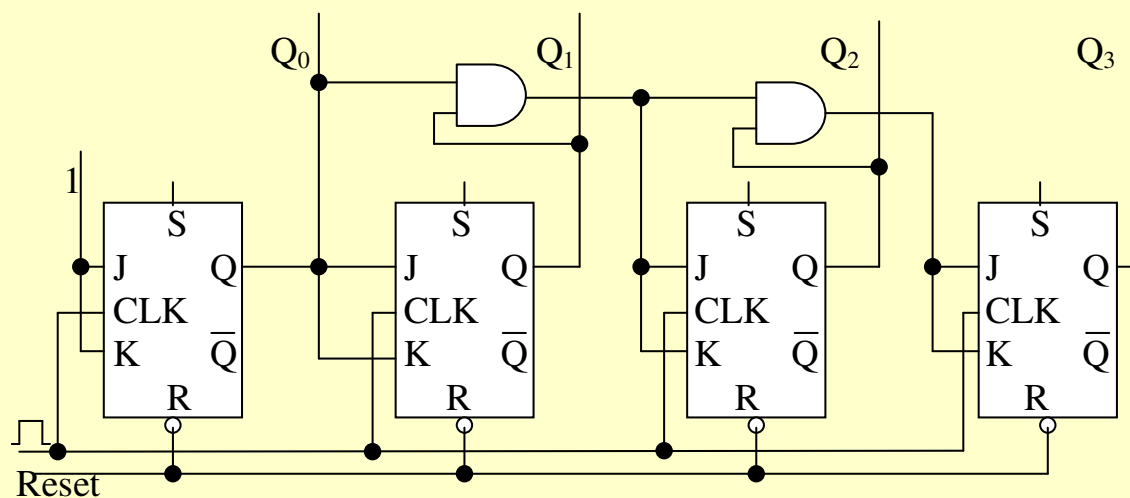 Q₀ Q₁ Q₂ Q₃
1
S S S S
J Q J Q J Q J Q
CLK CLK CLK CLK
K Q̅ K Q̅ K Q̅ K Q̅
R R R R
Reset